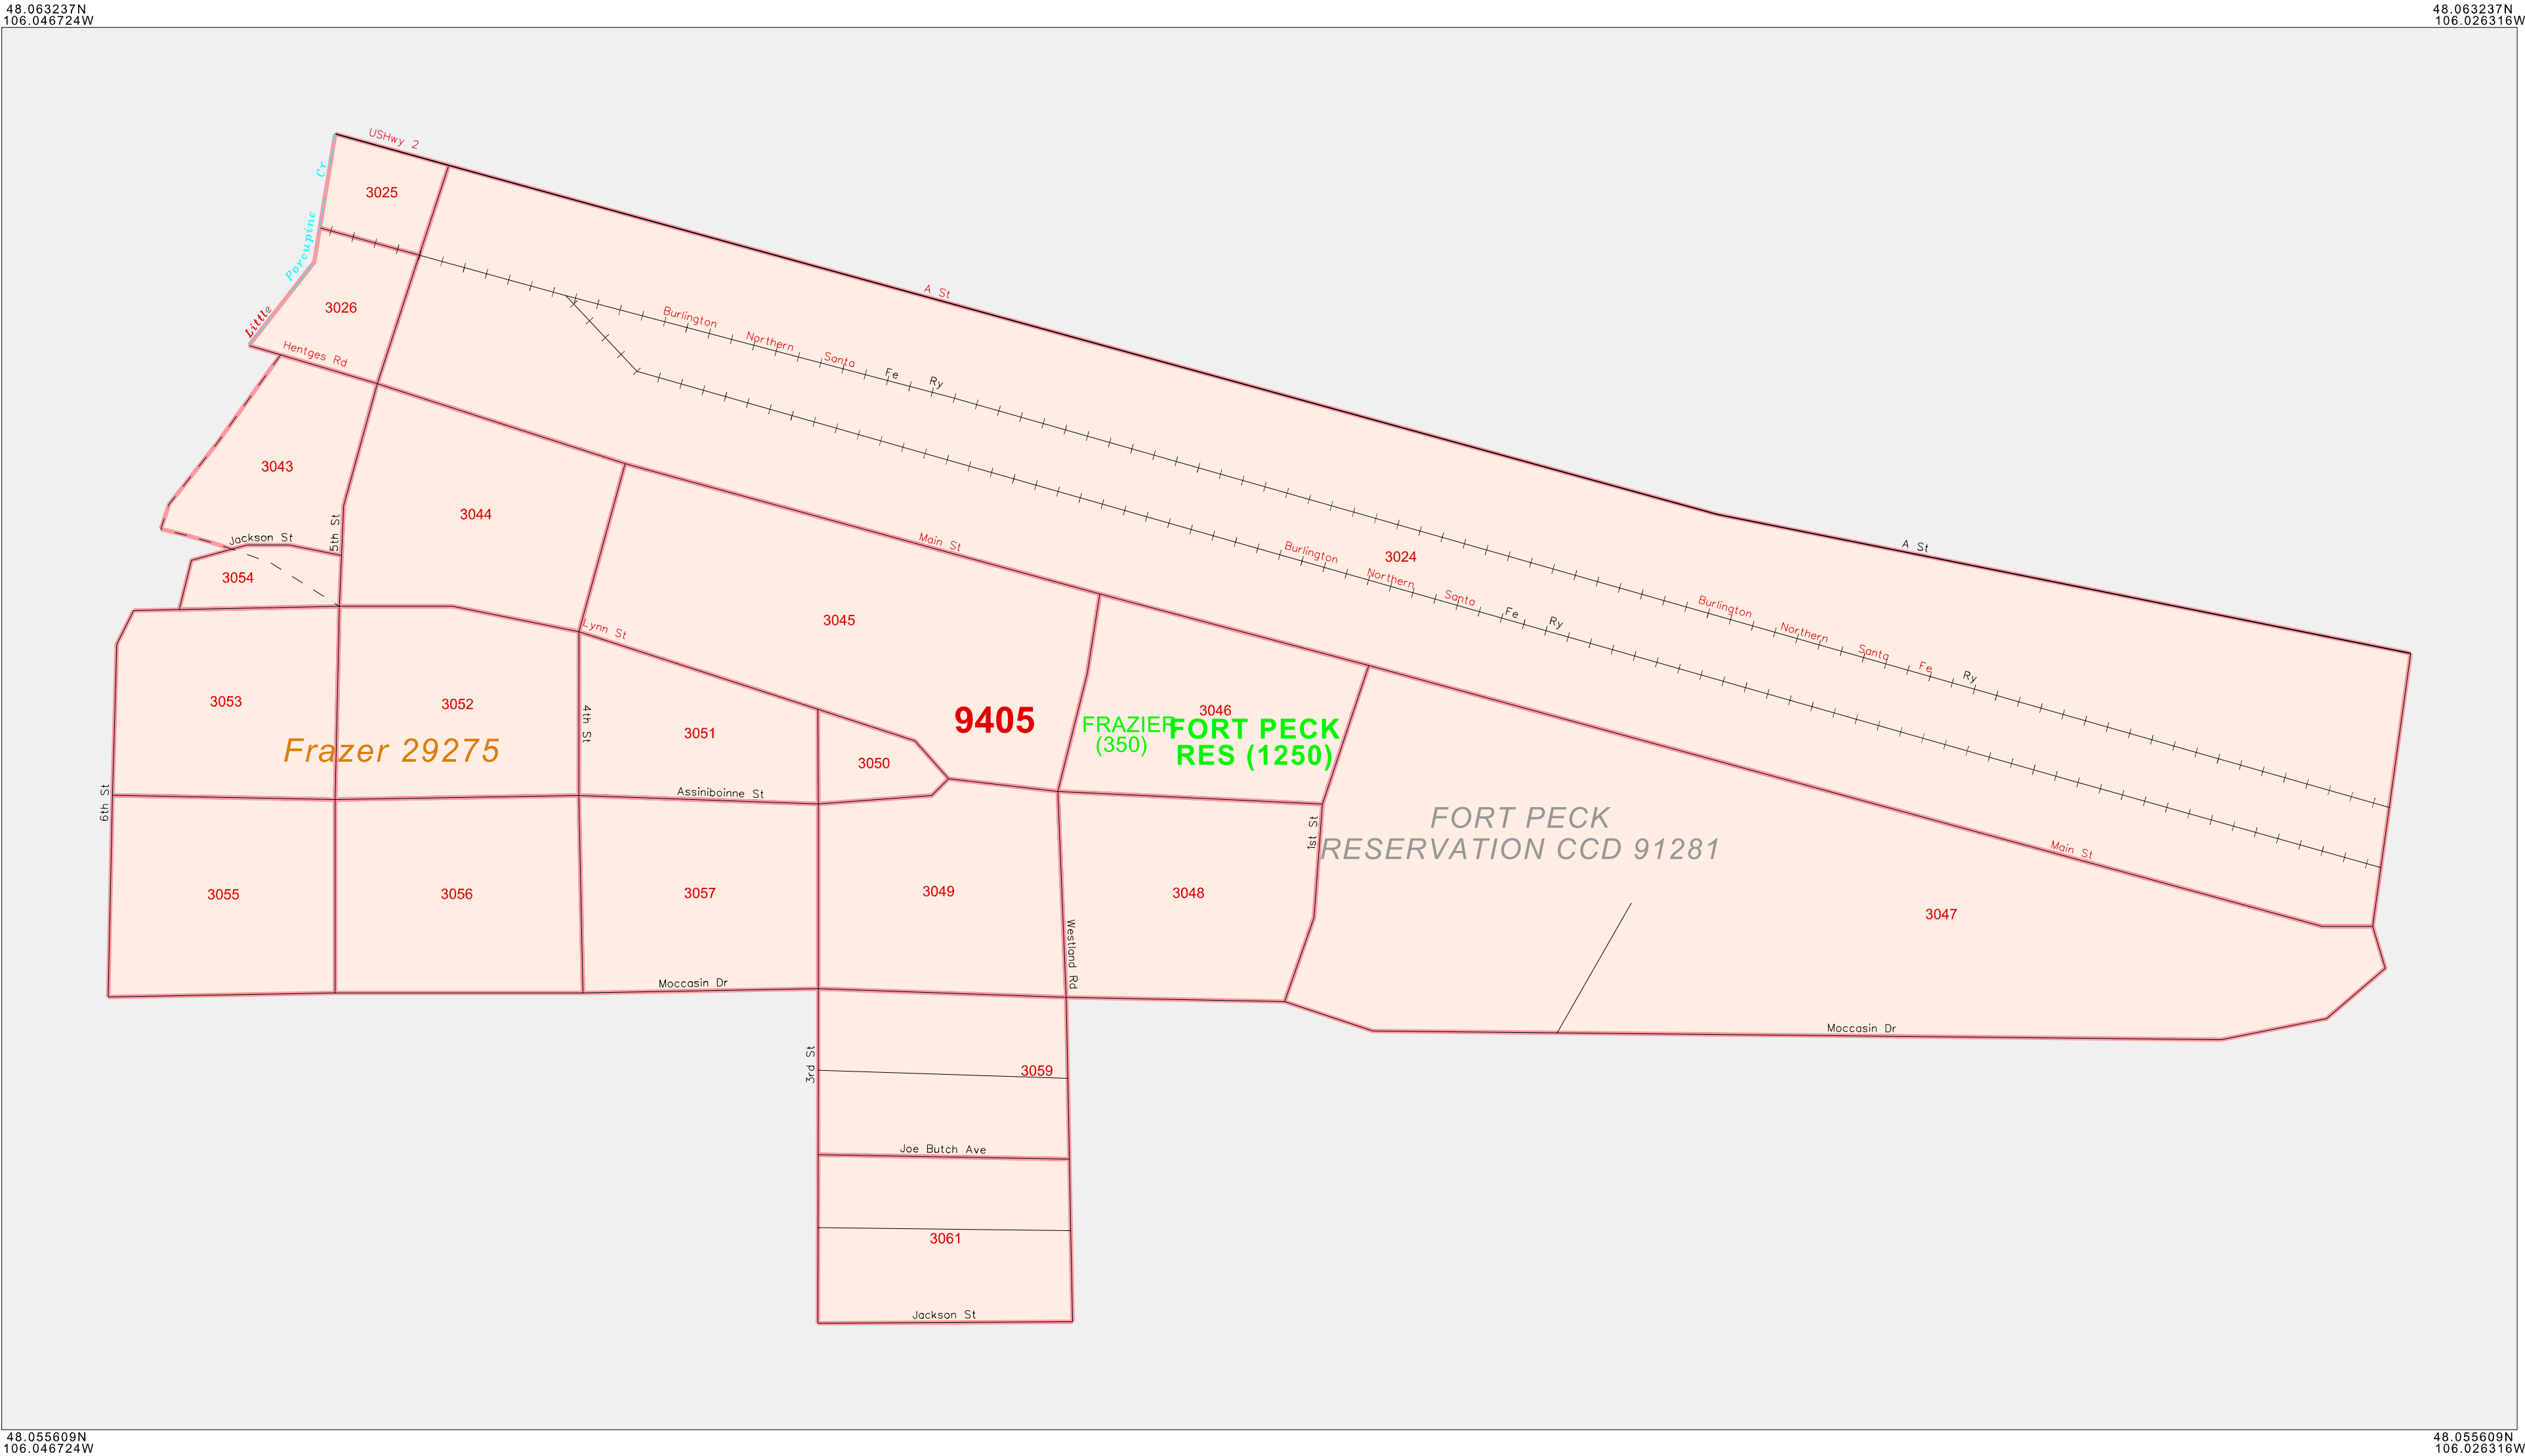 48.063237N
106.046724W
48.063237N
106.026316W
USHwy 2
Cr
3025
Porcupine
A St
3026
Little
Burlington Northern Santa Fe Ry
Hentges Rd
3043
3044
5th St
Jackson St
Main St
Burlington Northern Santa Fe Ry
3024
A St
3054
Lynn St
3045
Burlington Northern Santa Fe Ry
3053
3052
4th St
3051
9405
3046
FRAZIER
(350)
FORT PECK
RES (1250)
Frazer 29275
3050
6th St
Assiniboinne St
1st St
FORT PECK
RESERVATION CCD 91281
Main St
3055
3056
3057
3049
3048
3047
Westland Rd
Moccasin Dr
Moccasin Dr
3rd St
3059
Joe Butch Ave
3061
Jackson St
48.055609N
106.046724W
48.055609N
106.026316W